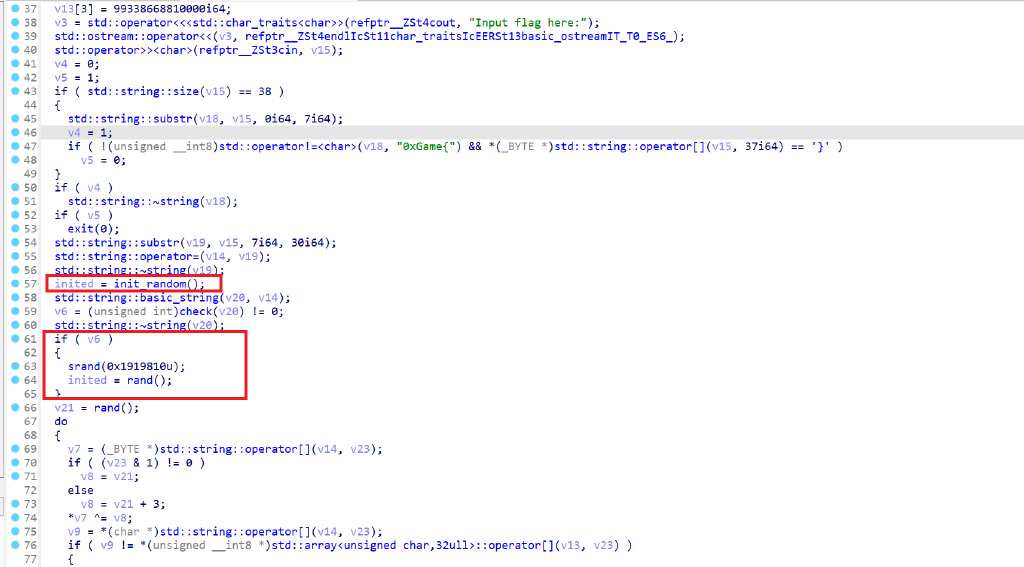 37 v13[3] = 99338668810000i64;
38 v3 = std::operator<<<std::char_traits<char>>(refptr__ZSt4cout, "Input flag here:");
39 std::ostream::operator<<(v3, refptr__ZSt4endlIcSt11char_traitsIcEERSt13basic_ostreamIT_T0_ES6_);
40 std::operator>><char>(refptr__ZSt3cin, v15);
41 v4 = 0;
42 v5 = 1;
43 if ( std::string::size(v15) == 38 )
44 {
45 std::string::substr(v18, v15, 0i64, 7i64);
46 v4 = 1;
47 if ( !(unsigned __int8)std::operator!=<char>(v18, "0xGame{") && *(_BYTE *)std::string::operator[](v15, 37i64) == '}' )
48 v5 = 0;
49 }
50 if ( v4 )
51 std::string::~string(v18);
52 if ( v5 )
53 exit(0);
54 std::string::substr(v19, v15, 7i64, 30i64);
55 std::string::operator=(v14, v19);
56 std::string::~string(v19);
57 inited = init_random();
58 std::string::basic_string(v20, v14);
59 v6 = (unsigned int)check(v20) != 0;
60 std::string::~string(v20);
61 if ( v6 )
62 {
63 srand(0x1919810u);
64 inited = rand();
65 }
66 v21 = rand();
67 do
68 {
69 v7 = (_BYTE *)std::string::operator[](v14, v23);
70 if ( (v23 & 1) != 0 )
71 v8 = v21;
72 else
73 v8 = v21 + 3;
74 *v7 ^= v8;
75 v9 = *(char *)std::string::operator[](v14, v23);
76 if ( v9 != *(unsigned __int8 *)std::array<unsigned char,32ull>::operator[](v13, v23) )
77 {